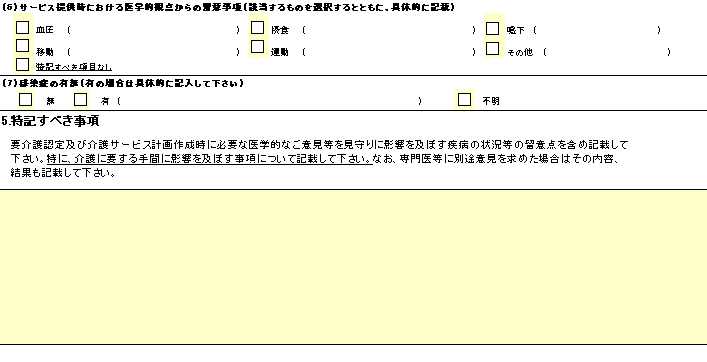 (6)サービス提供時における医学的観点からの留意事項(該当するものを選択するとともに、具体的に記載)
血圧 ( ) 摂食 ( ) 嚥下 ( )
移動 ( ) 運動 ( ) その他 ( )
特記すべき項目なし
(7)感染症の有無(有の場合は具体的に記入して下さい)
無 有 ( ) 不明
5.特記すべき事項
要介護認定及び介護サービス計画作成時に必要な医学的なご意見等を見守りに影響を及ぼす疾病の状況等の留意点を含め記載して
下さい。特に、介護に要する手間に影響を及ぼす事項について記載して下さい。なお、専門医等に別途意見を求めた場合はその内容、
結果も記載して下さい。